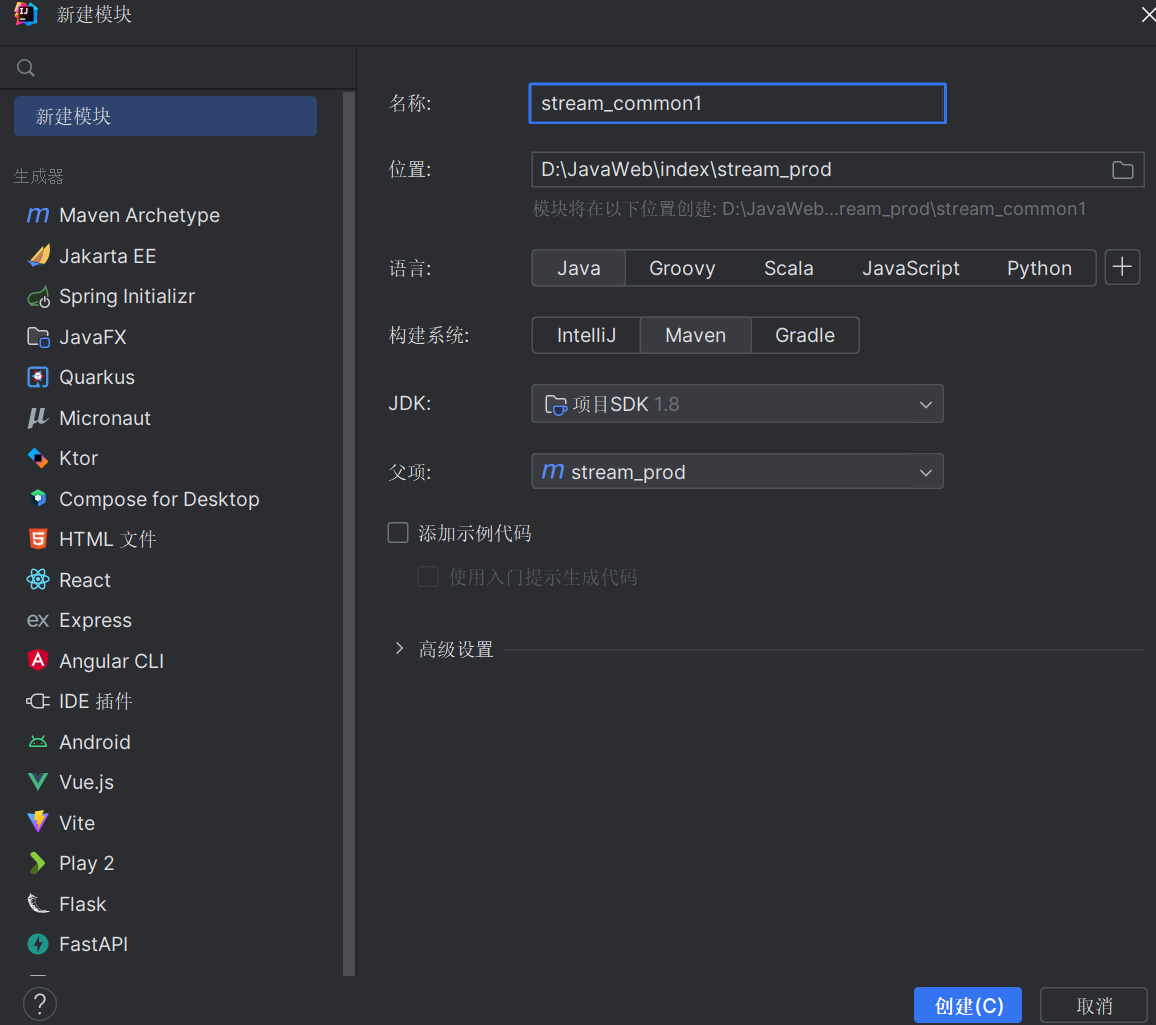 新建模块
新建模块
生成器
Maven Archetype
Jakarta EE
Spring Initializr
JavaFX
Quarkus
Micronaut
Ktor
Compose for Desktop
HTML 文件
React
Express
Angular CLI
IDE 插件
Android
Vue.js
Vite
Play 2
Flask
FastAPI
名称: stream_common1
位置: D:\JavaWeb\index\stream_prod
模块将在以下位置创建: D:\JavaWeb...ream_prod\stream_common1
语言: Java Groovy Scala JavaScript Python
构建系统: IntelliJ Maven Gradle
JDK: 项目SDK 1.8
父项: stream_prod
添加示例代码
使用入门提示生成代码
高级设置
? 创建(C) 取消